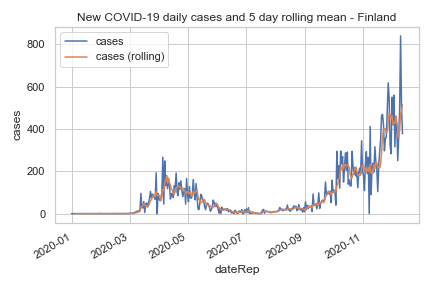 New COVID-19 daily cases and 5 day rolling mean - Finland
cases
cases (rolling)
800
600
400
200
0
cases
2020-01
2020-03
2020-05
2020-07
2020-09
2020-11
dateRep